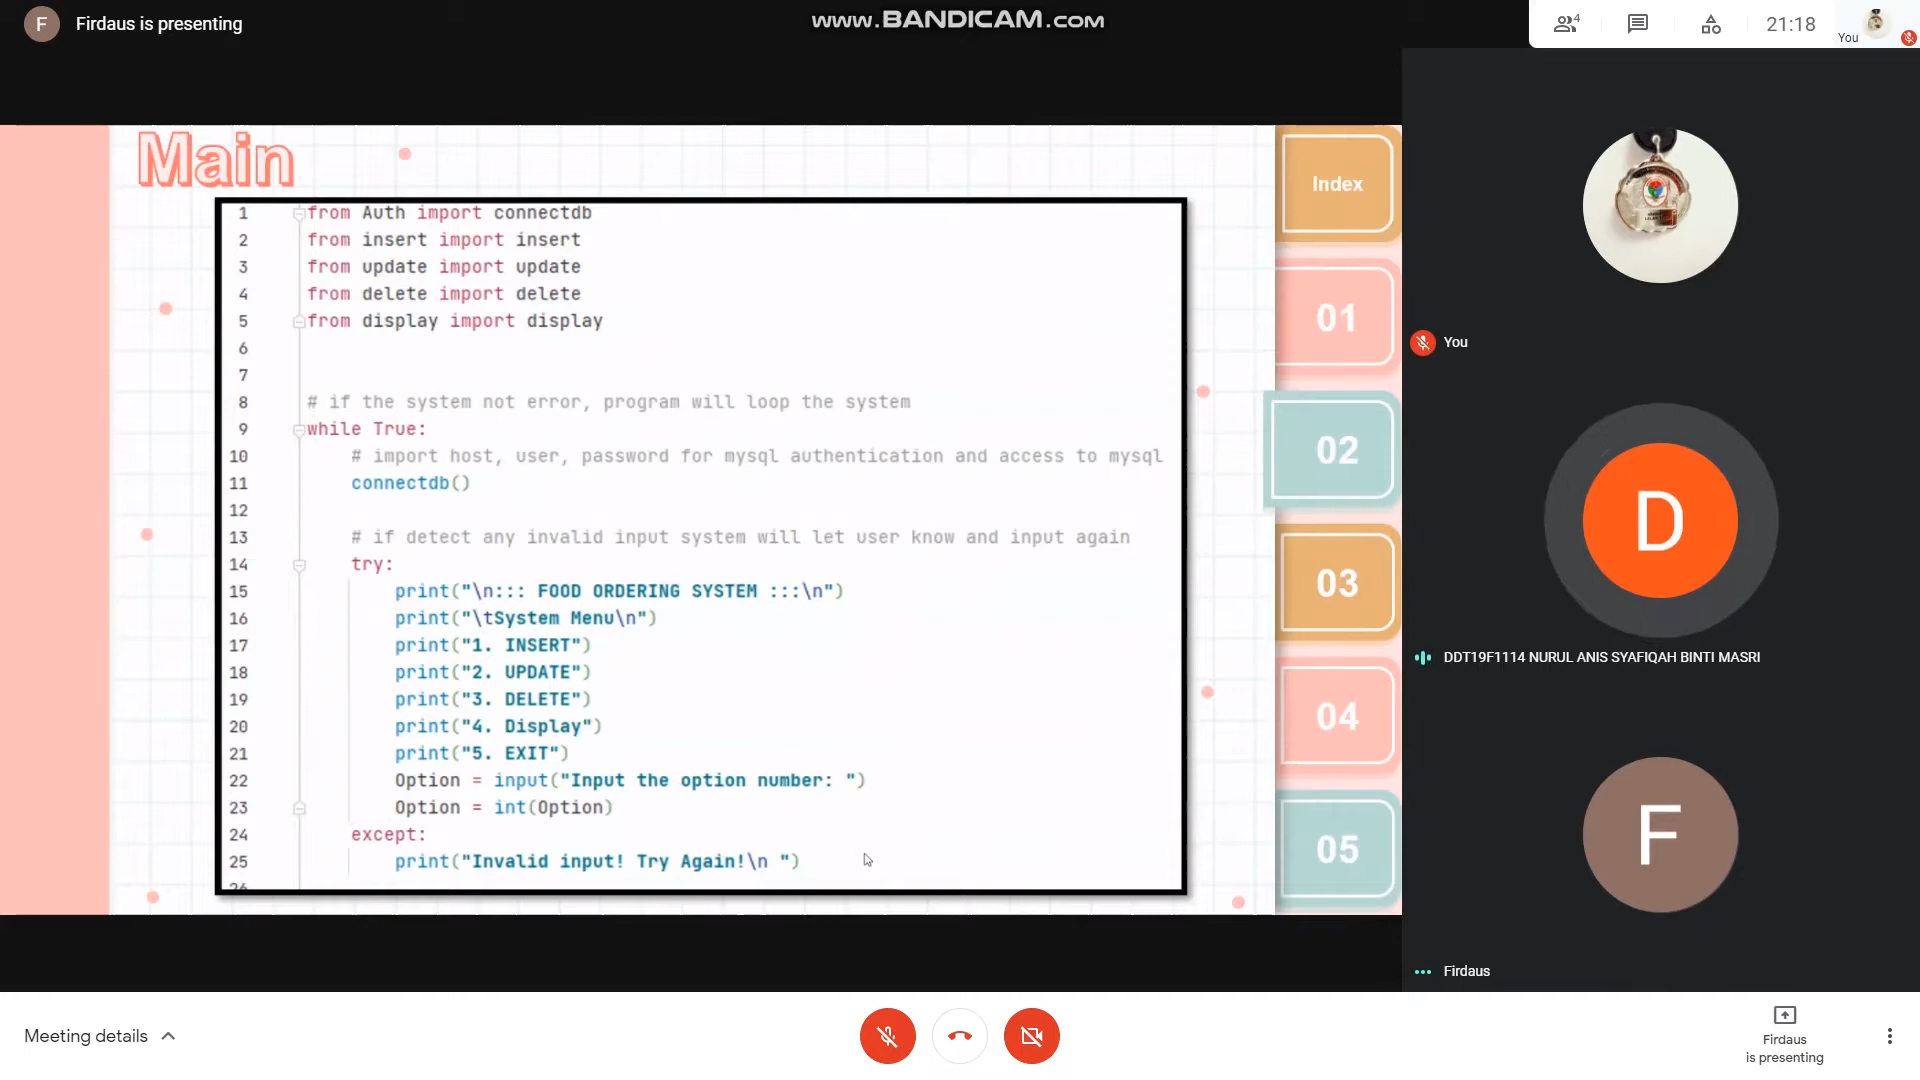 F
Firdaus is presenting
www.BANDICAM.COM
4
21:18
You
Main
1 from Auth import connectdb
2 from insert import insert
3 from update import update
4 from delete import delete
5 from display import display
6
7
8 # if the system not error, program will loop the system
9 while True:
10 # import host, user, password for mysql authentication and access to mysql
11 connectdb()
12
13 # if detect any invalid input system will let user know and input again
14 try:
15 print("\n::: FOOD ORDERING SYSTEM :::\n")
16 print("\tSystem Menu\n")
17 print("1. INSERT")
18 print("2. UPDATE")
19 print("3. DELETE")
20 print("4. Display")
21 print("5. EXIT")
22 Option = input("Input the option number: ")
23 Option = int(Option)
24 except:
25 print("Invalid input! Try Again!\n ")
26
Index
01
02
03
04
05
You
D
DDT19F1114 NURUL ANIS SYAFIQAH BINTI MASRI
F
Firdaus
Meeting details
Firdaus
is presenting